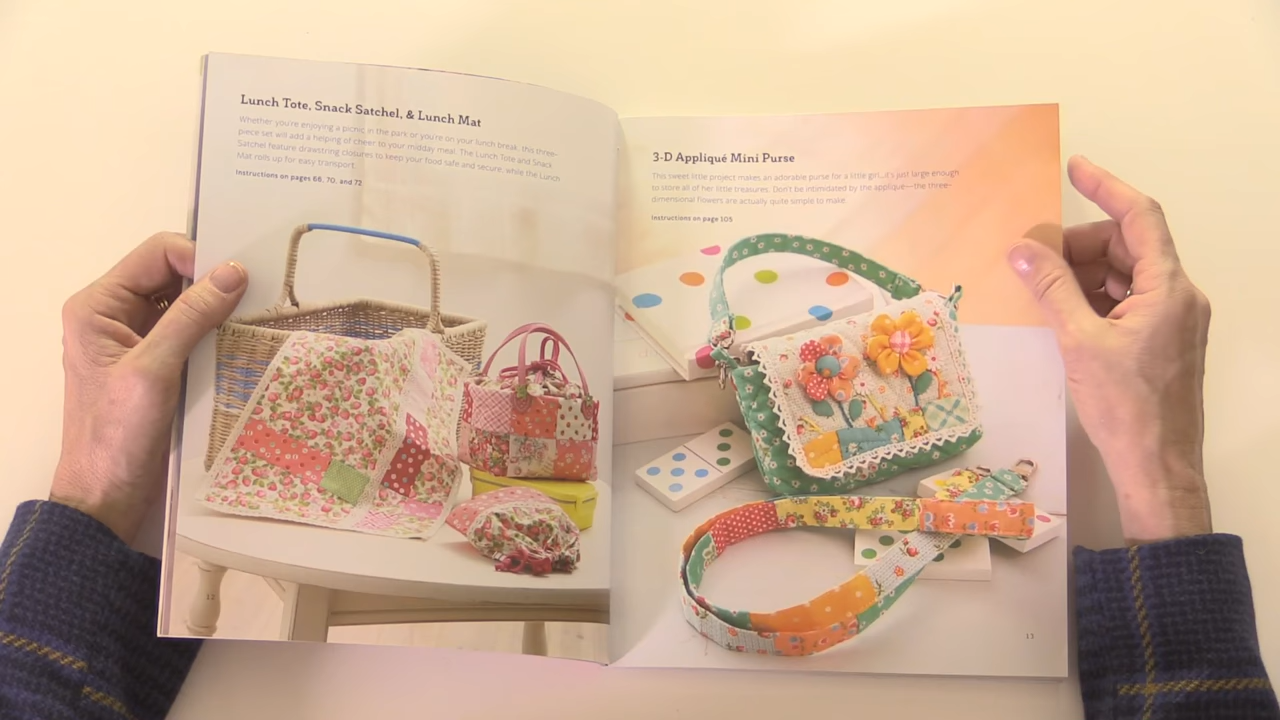 Lunch Tote, Snack Satchel, & Lunch Mat
Whether you're enjoying a picnic in the park or you're on your lunch break, this three-
piece set will add a helping of cheer to your midday meal. The Lunch Tote and Snack
Satchel feature drawstring closures to keep your food safe and secure, while the Lunch
Mat rolls up for easy transport.
Instructions on pages 66, 70, and 72
12
3-D Appliqué Mini Purse
This sweet little project makes an adorable purse for a little girl...it's just large enough
to store all of her little treasures. Don't be intimidated by the appliqué—the three-
dimensional flowers are actually quite simple to make.
Instructions on page 105
13